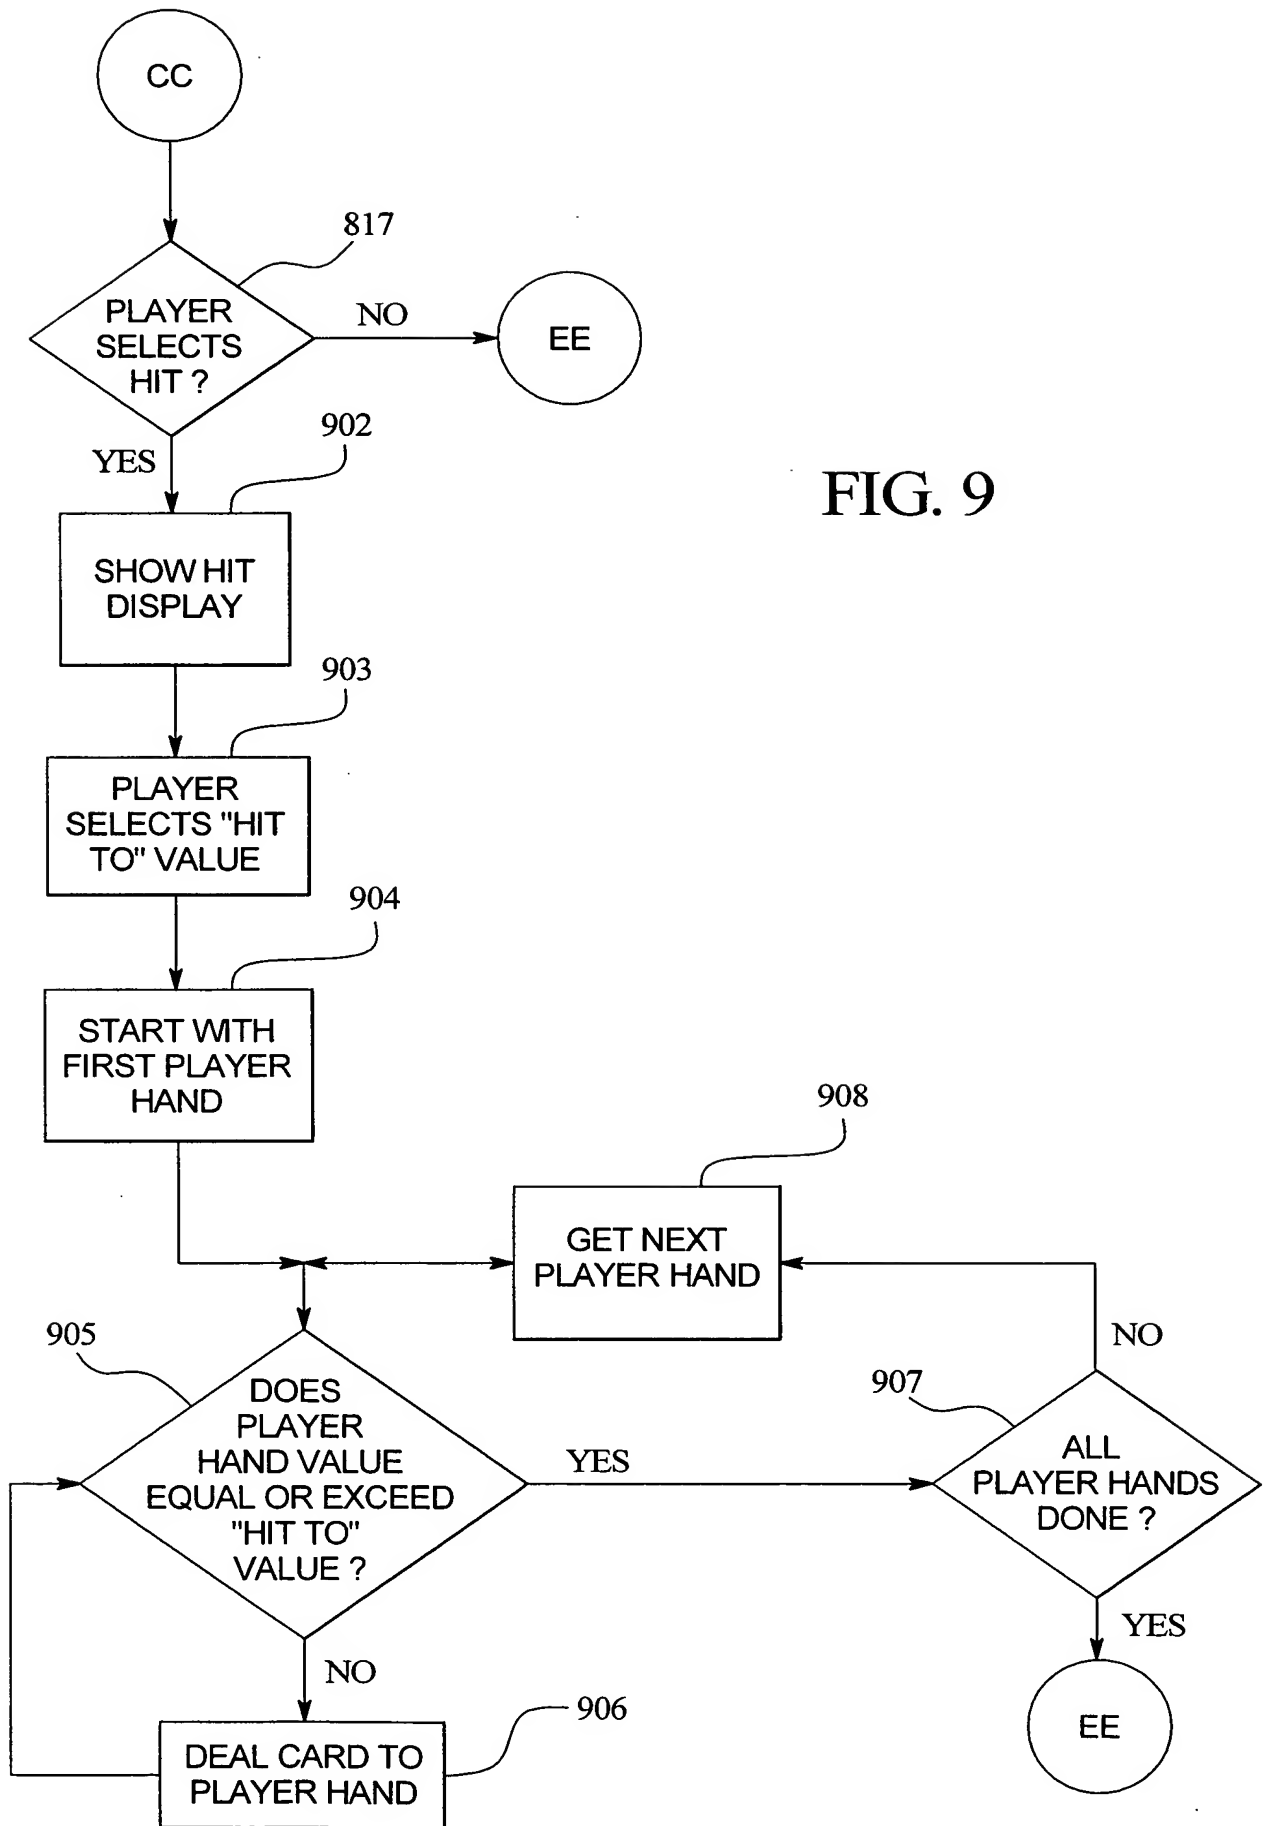 CC
817
PLAYER
SELECTS
HIT ?
NO
EE
902
YES
FIG. 9
SHOW HIT
DISPLAY
903
PLAYER
SELECTS "HIT
TO" VALUE
904
START WITH
FIRST PLAYER
HAND
908
GET NEXT
PLAYER HAND
905
NO
907
DOES
PLAYER
HAND VALUE
EQUAL OR EXCEED
"HIT TO"
VALUE ?
YES
ALL
PLAYER HANDS
DONE ?
YES
NO
906
EE
DEAL CARD TO
PLAYER HAND